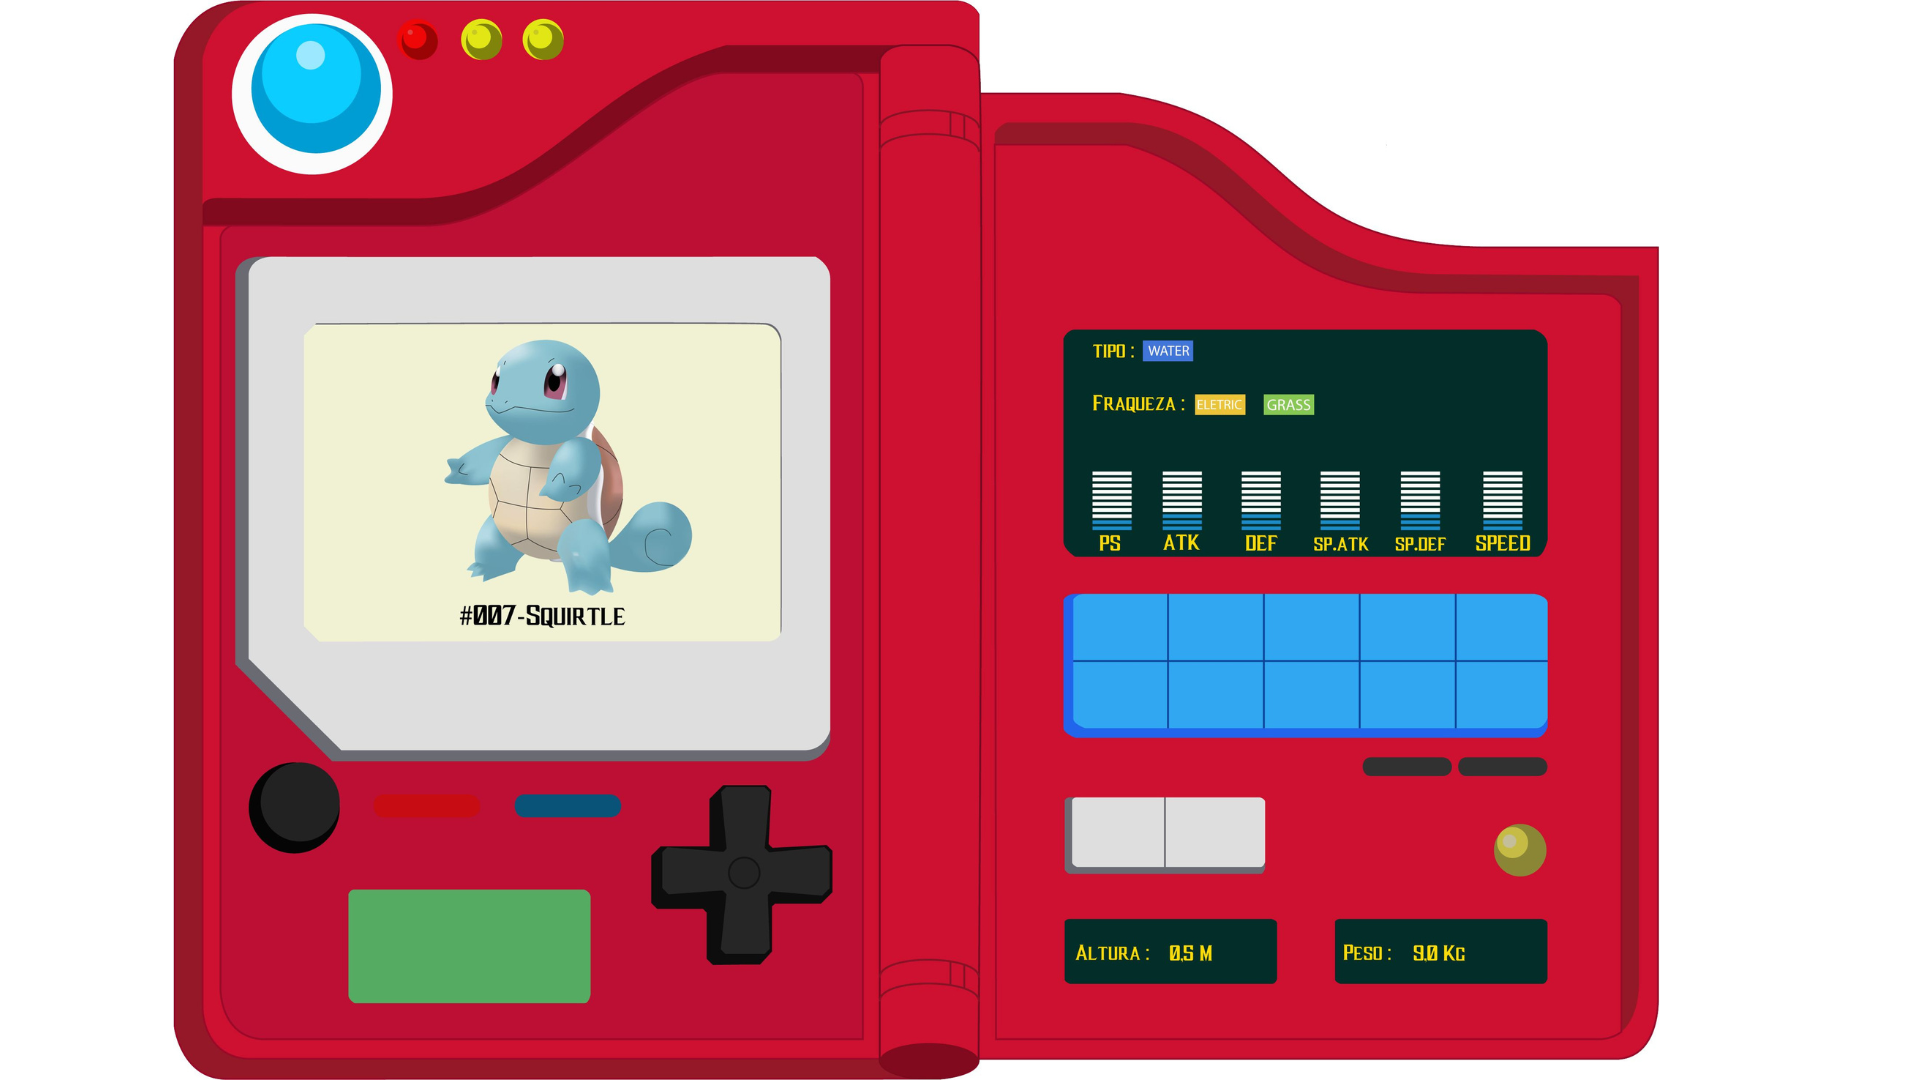 #007-Squirtle
Tipo : WATER
Fraqueza : ELETRIC GRASS
PS ATK DEF SP.ATK SP.DEF SPEED
Altura : 0,5 M
Peso : 9,0 Kg